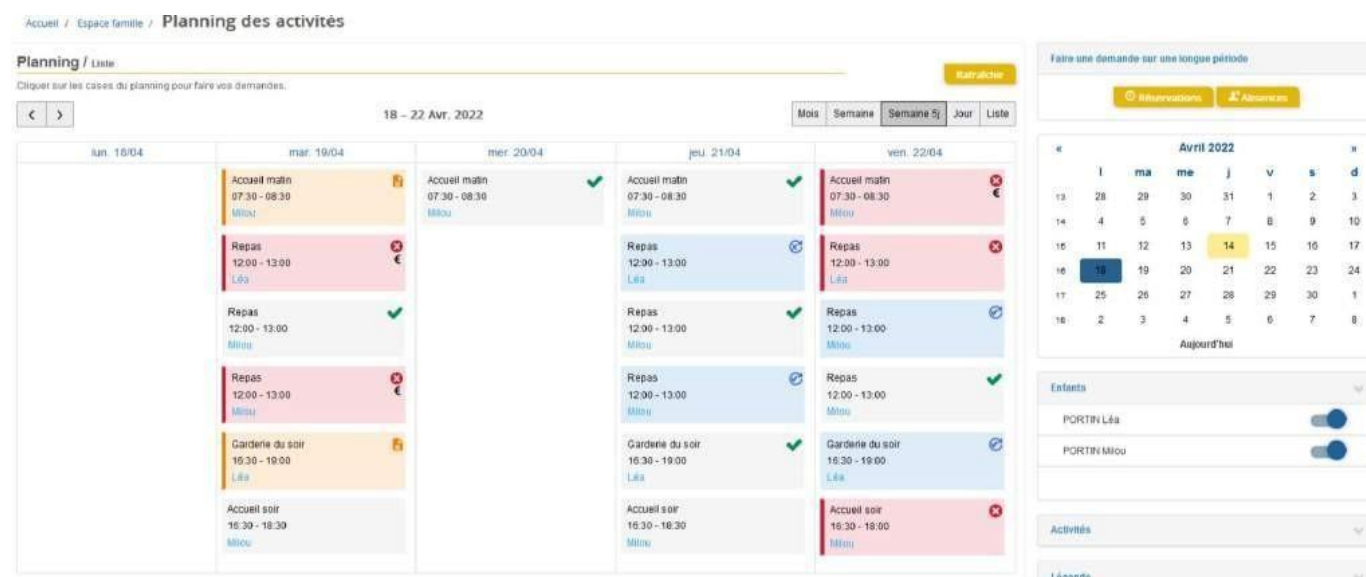 Accueil / Espace famille / Planning des activités
Planning / Liste
Rafraîchir
Cliquer sur les cases du planning pour faire vos demandes.
< >
18 – 22 Avr. 2022
Mois Semaine Semaine 5j Jour Liste
lun. 18/04 mar. 19/04 mer. 20/04 jeu. 21/04 ven. 22/04
Accueil matin
07:30 - 08:30
Milou
Repas
12:00 - 13:00
Léa
€
Repas
12:00 - 13:00
Milou
Repas
12:00 - 13:00
Milou
€
Garderie du soir
16:30 - 19:00
Léa
Accueil soir
16:30 - 18:30
Milou
Accueil matin
07:30 - 08:30
Milou
Accueil matin
07:30 - 08:30
Milou
Repas
12:00 - 13:00
Léa
Repas
12:00 - 13:00
Milou
Repas
12:00 - 13:00
Milou
Garderie du soir
16:30 - 19:00
Léa
Accueil soir
16:30 - 18:30
Milou
Accueil matin
07:30 - 08:30
Milou
€
Repas
12:00 - 13:00
Léa
Repas
12:00 - 13:00
Milou
Repas
12:00 - 13:00
Milou
Garderie du soir
16:30 - 19:00
Léa
Accueil soir
16:30 - 18:00
Milou
Faire une demande sur une longue période
Réservations Absences
« Avril 2022 »
l ma me j v s d
13 28 29 30 31 1 2 3
14 4 5 6 7 8 9 10
15 11 12 13 14 15 16 17
16 18 19 20 21 22 23 24
17 25 26 27 28 29 30 1
18 2 3 4 5 6 7 8
Aujourd'hui
Enfants
PORTIN Léa
PORTIN Milou
Activités
Légende